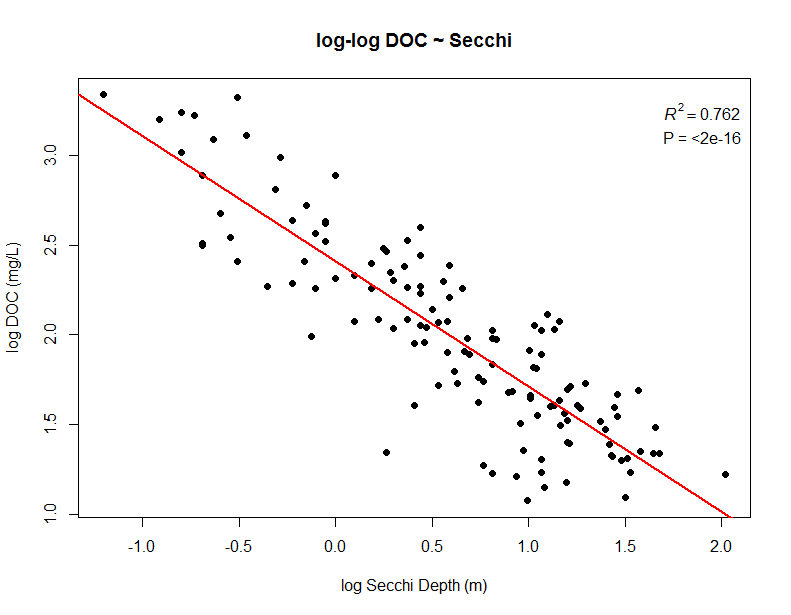 log-log DOC ~ Secchi
R² = 0.762
P = <2e-16
log DOC (mg/L)
3.0
2.5
2.0
1.5
1.0
-1.0 -0.5 0.0 0.5 1.0 1.5 2.0
log Secchi Depth (m)